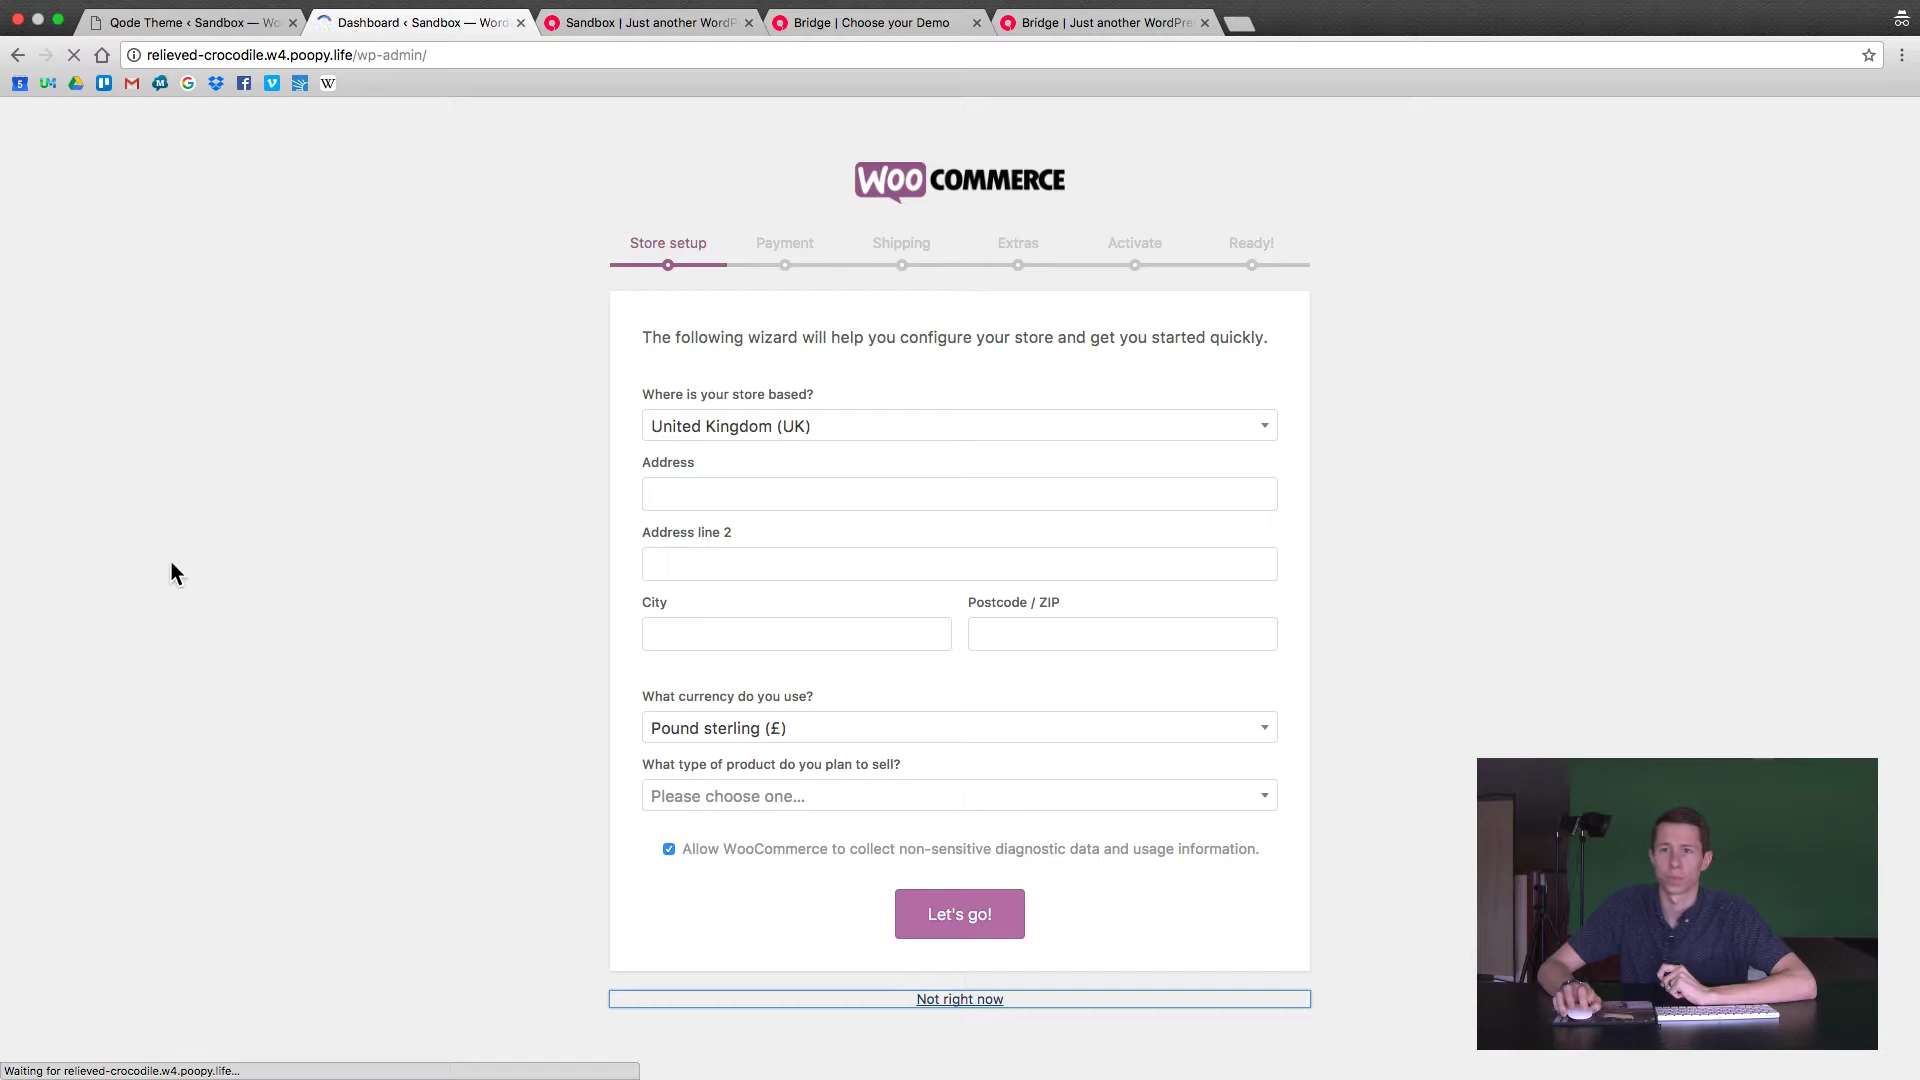 Qode Theme ‹ Sandbox — Wo
Dashboard ‹ Sandbox — Word
Sandbox | Just another WordP
Bridge | Choose your Demo
Bridge | Just another WordPre
relieved-crocodile.w4.poopy.life/wp-admin/
WOO COMMERCE
Store setup
Payment
Shipping
Extras
Activate
Ready!
The following wizard will help you configure your store and get you started quickly.
Where is your store based?
United Kingdom (UK)
Address
Address line 2
City
Postcode / ZIP
What currency do you use?
Pound sterling (£)
What type of product do you plan to sell?
Please choose one...
Allow WooCommerce to collect non-sensitive diagnostic data and usage information.
Let's go!
Not right now
Waiting for relieved-crocodile.w4.poopy.life...